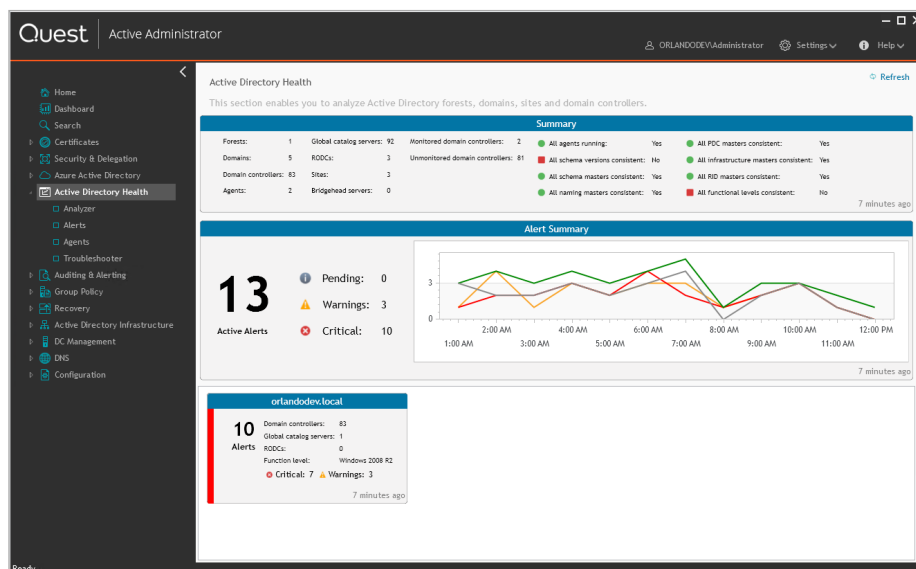 Quest Active Administrator
ORLANDODEV\Administrator Settings Help
Home
Dashboard
Search
Certificates
Security & Delegation
Azure Active Directory
Active Directory Health
Analyzer
Alerts
Agents
Troubleshooter
Auditing & Alerting
Group Policy
Recovery
Active Directory Infrastructure
DC Management
DNS
Configuration
Active Directory Health
Refresh
This section enables you to analyze Active Directory forests, domains, sites and domain controllers.
Summary
Forests: 1 Global catalog servers: 92 Monitored domain controllers: 2 All agents running: Yes All PDC masters consistent: Yes
Domains: 5 RODCs: 3 Unmonitored domain controllers: 81 All schema versions consistent: No All infrastructure masters consistent: Yes
Domain controllers: 83 Sites: 3 All schema masters consistent: Yes All RID masters consistent: Yes
Agents: 2 Bridgehead servers: 0 All naming masters consistent: Yes All functional levels consistent: No
7 minutes ago
Alert Summary
13
Active Alerts
Pending: 0
Warnings: 3
Critical: 10
3
0
2:00 AM 4:00 AM 6:00 AM 8:00 AM 10:00 AM 12:00 PM
1:00 AM 3:00 AM 5:00 AM 7:00 AM 9:00 AM 11:00 AM
7 minutes ago
orlandodev.local
10
Alerts
Domain controllers: 83
Global catalog servers: 1
RODCs: 0
Function level: Windows 2008 R2
Critical: 7 Warnings: 3
7 minutes ago
Ready